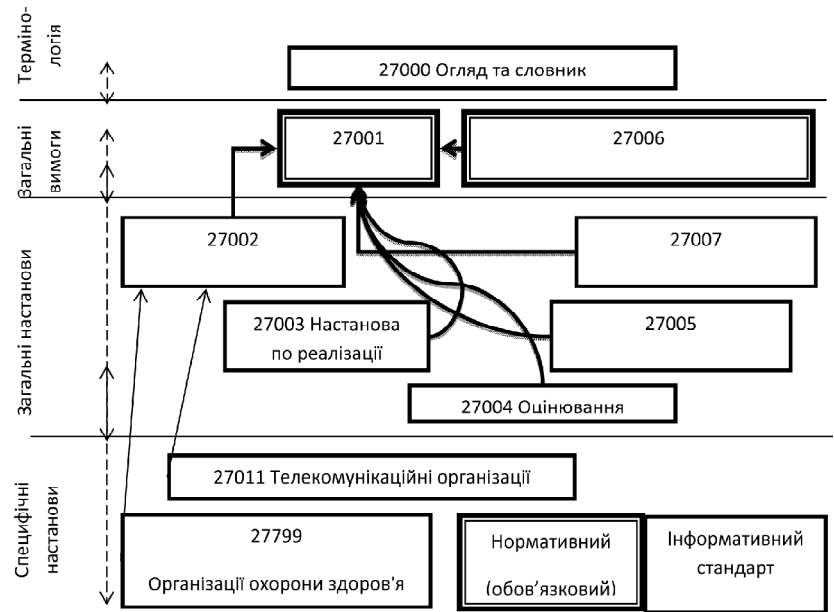 Терміно-
логія
27000 Огляд та словник
Загальні
вимоги
27001
27006
Загальні настанови
27002
27007
27003 Настанова
по реалізації
27005
27004 Оцінювання
Специфічні
настанови
27011 Телекомунікаційні організації
27799
Організації охорони здоров'я
Нормативний
(обов’язковий)
Інформативний
стандарт